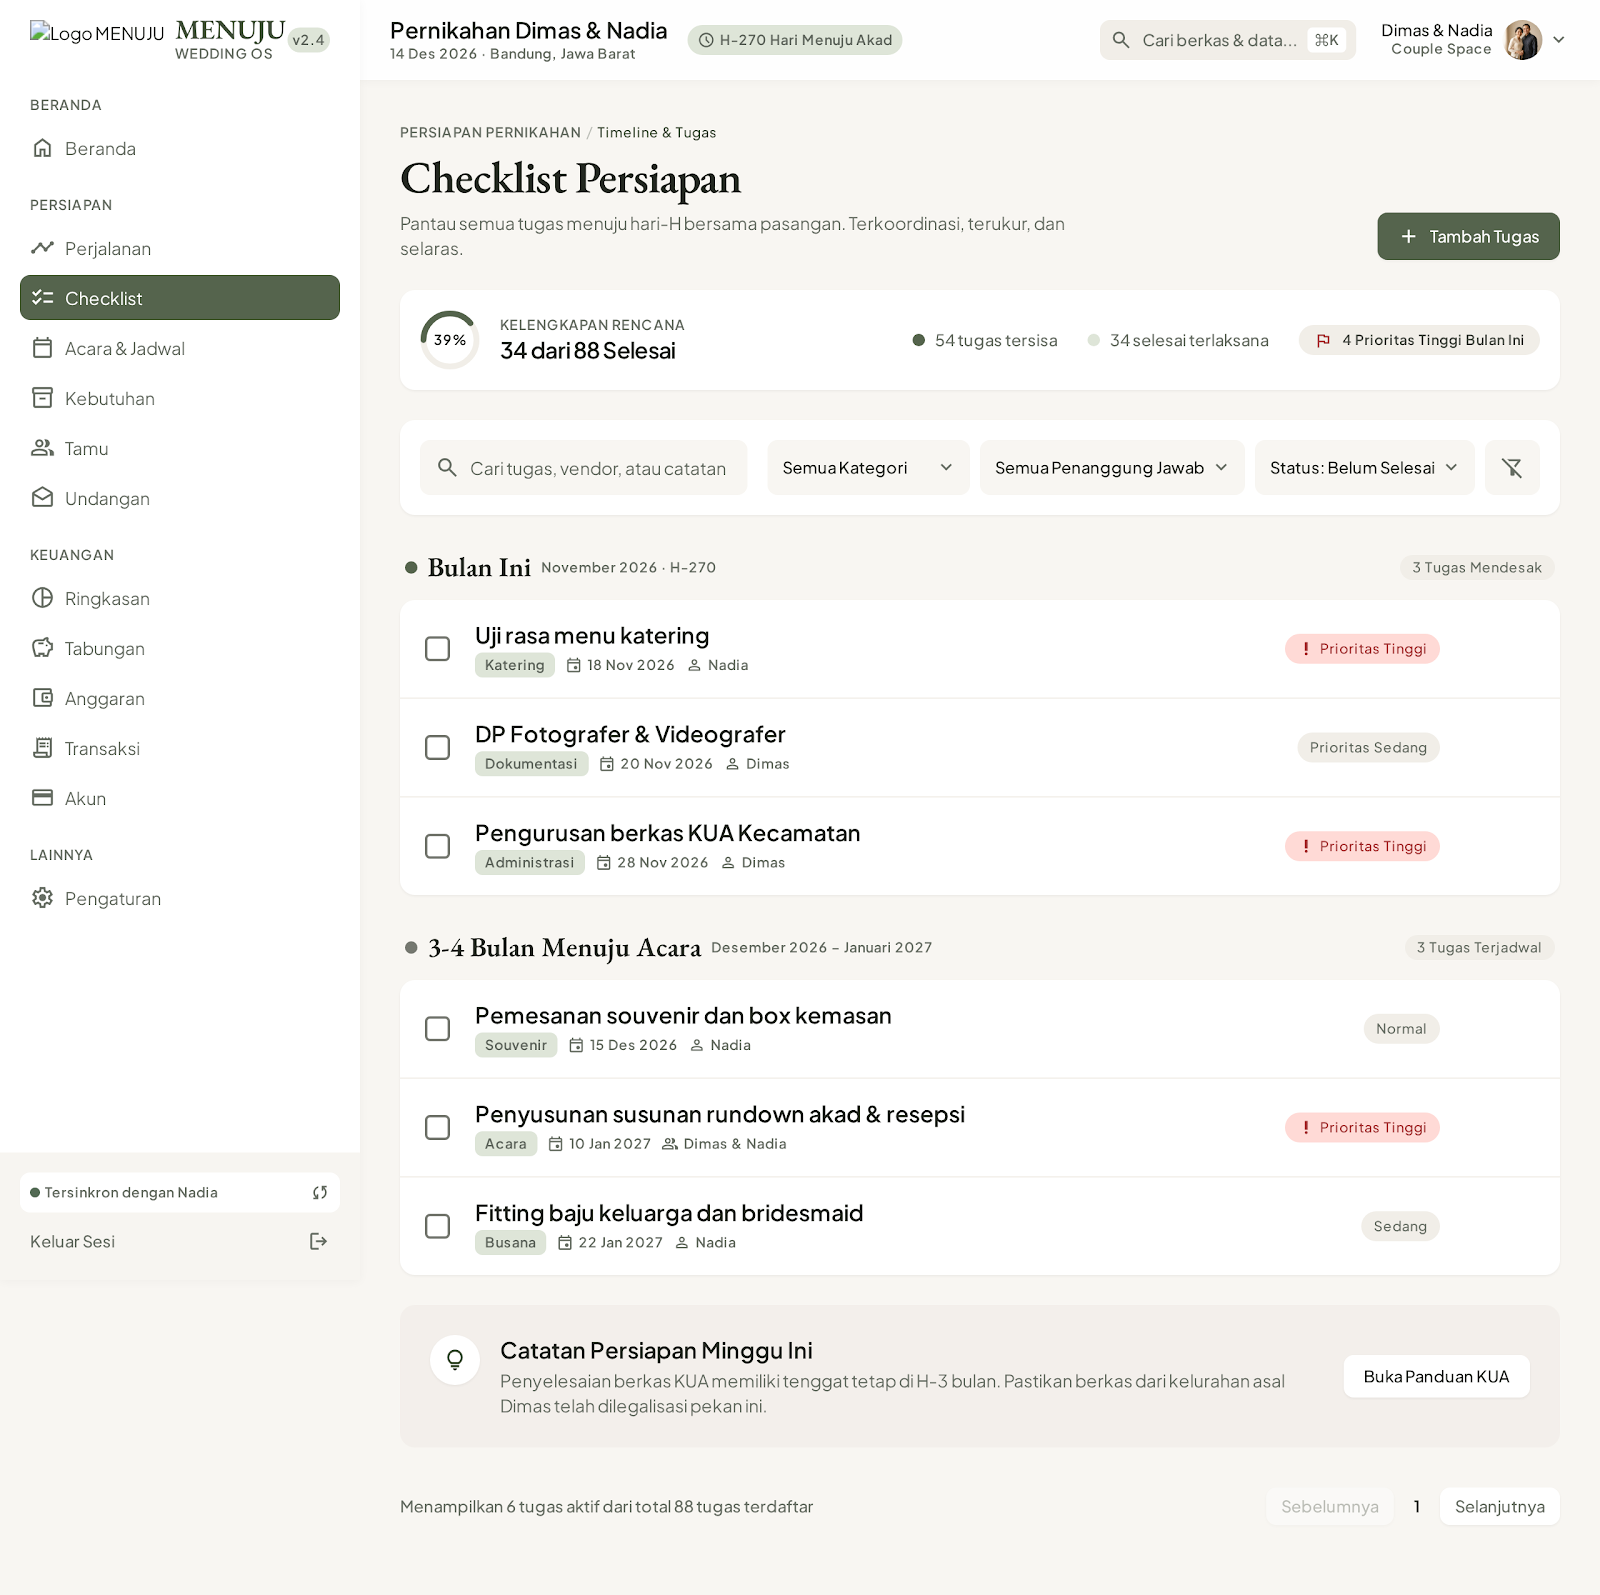 Logo MENUJU
MENUJU
WEDDING OS
v2.4
BERANDA
Beranda
PERSIAPAN
Perjalanan
Checklist
Acara & Jadwal
Kebutuhan
Tamu
Undangan
KEUANGAN
Ringkasan
Tabungan
Anggaran
Transaksi
Akun
LAINNYA
Pengaturan
Tersinkron dengan Nadia
Keluar Sesi
Pernikahan Dimas & Nadia
14 Des 2026 · Bandung, Jawa Barat
H-270 Hari Menuju Akad
Cari berkas & data... ⌘K
Dimas & Nadia
Couple Space
PERSIAPAN PERNIKAHAN / Timeline & Tugas
Checklist Persiapan
Pantau semua tugas menuju hari-H bersama pasangan. Terkoordinasi, terukur, dan
selaras.
Tambah Tugas
39%
KELENGKAPAN RENCANA
34 dari 88 Selesai
54 tugas tersisa
34 selesai terlaksana
4 Prioritas Tinggi Bulan Ini
Cari tugas, vendor, atau catatan
Semua Kategori
Semua Penanggung Jawab
Status: Belum Selesai
Bulan Ini November 2026 · H-270
3 Tugas Mendesak
Uji rasa menu katering
Katering 18 Nov 2026 Nadia
! Prioritas Tinggi
DP Fotografer & Videografer
Dokumentasi 20 Nov 2026 Dimas
Prioritas Sedang
Pengurusan berkas KUA Kecamatan
Administrasi 28 Nov 2026 Dimas
! Prioritas Tinggi
3-4 Bulan Menuju Acara Desember 2026 – Januari 2027
3 Tugas Terjadwal
Pemesanan souvenir dan box kemasan
Souvenir 15 Des 2026 Nadia
Normal
Penyusunan susunan rundown akad & resepsi
Acara 10 Jan 2027 Dimas & Nadia
! Prioritas Tinggi
Fitting baju keluarga dan bridesmaid
Busana 22 Jan 2027 Nadia
Sedang
Catatan Persiapan Minggu Ini
Penyelesaian berkas KUA memiliki tenggat tetap di H-3 bulan. Pastikan berkas dari kelurahan asal
Dimas telah dilegalisasi pekan ini.
Buka Panduan KUA
Menampilkan 6 tugas aktif dari total 88 tugas terdaftar
Sebelumnya 1 Selanjutnya